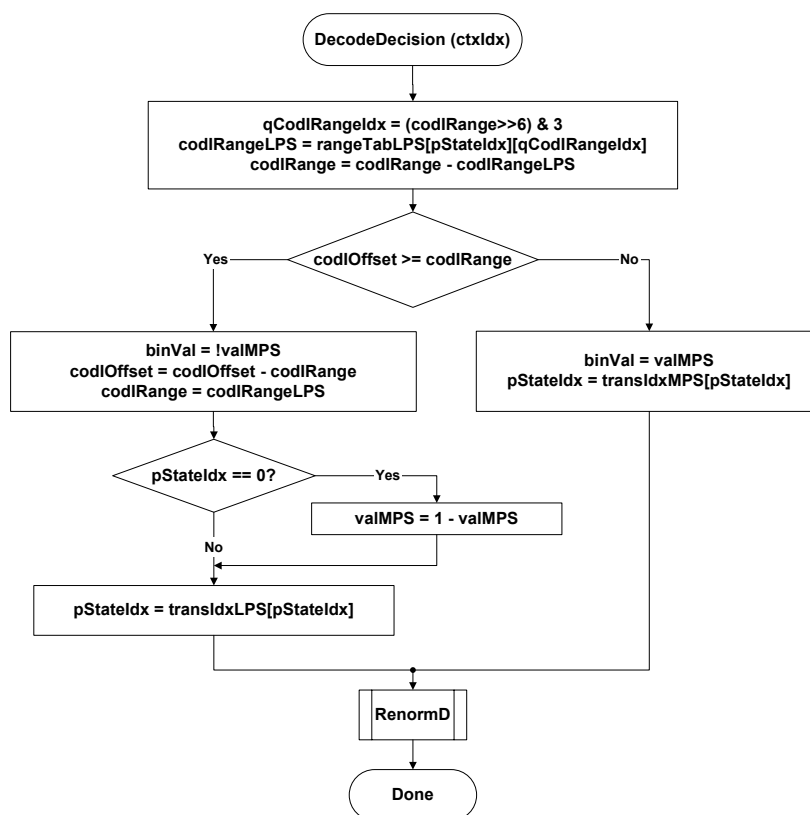 DecodeDecision (ctxIdx)
qCodIRangeIdx = (codIRange>>6) & 3
codIRangeLPS = rangeTabLPS[pStateIdx][qCodIRangeIdx]
codIRange = codIRange - codIRangeLPS
codIOffset >= codIRange
Yes
No
binVal = !valMPS
codIOffset = codIOffset - codIRange
codIRange = codIRangeLPS
binVal = valMPS
pStateIdx = transIdxMPS[pStateIdx]
pStateIdx == 0?
Yes
valMPS = 1 - valMPS
No
pStateIdx = transIdxLPS[pStateIdx]
RenormD
Done